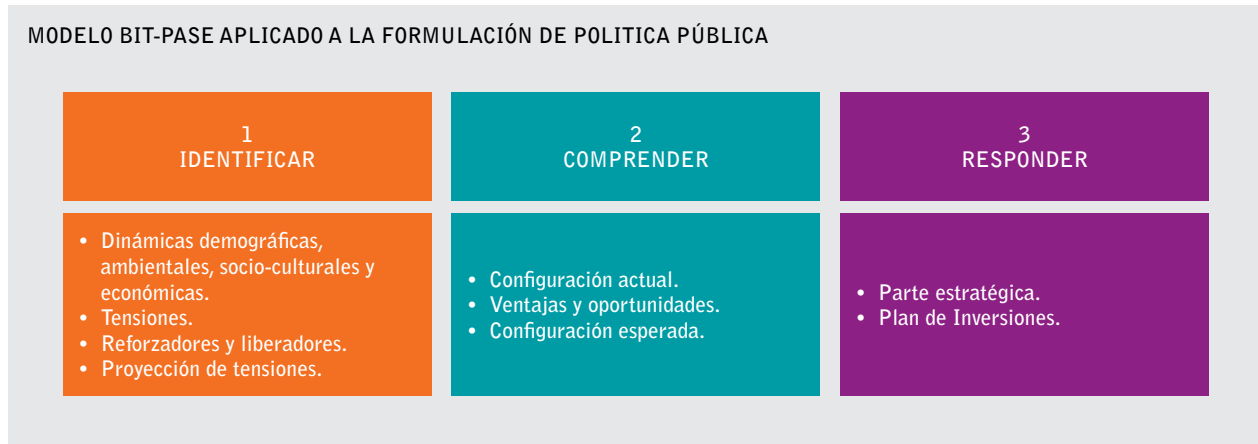 MODELO BIT-PASE APLICADO A LA FORMULACIÓN DE POLITICA PÚBLICA
1
IDENTIFICAR
• Dinámicas demográficas,
ambientales, socio-culturales y
económicas.
• Tensiones.
• Reforzadores y liberadores.
• Proyección de tensiones.
2
COMPRENDER
• Configuración actual.
• Ventajas y oportunidades.
• Configuración esperada.
3
RESPONDER
• Parte estratégica.
• Plan de Inversiones.